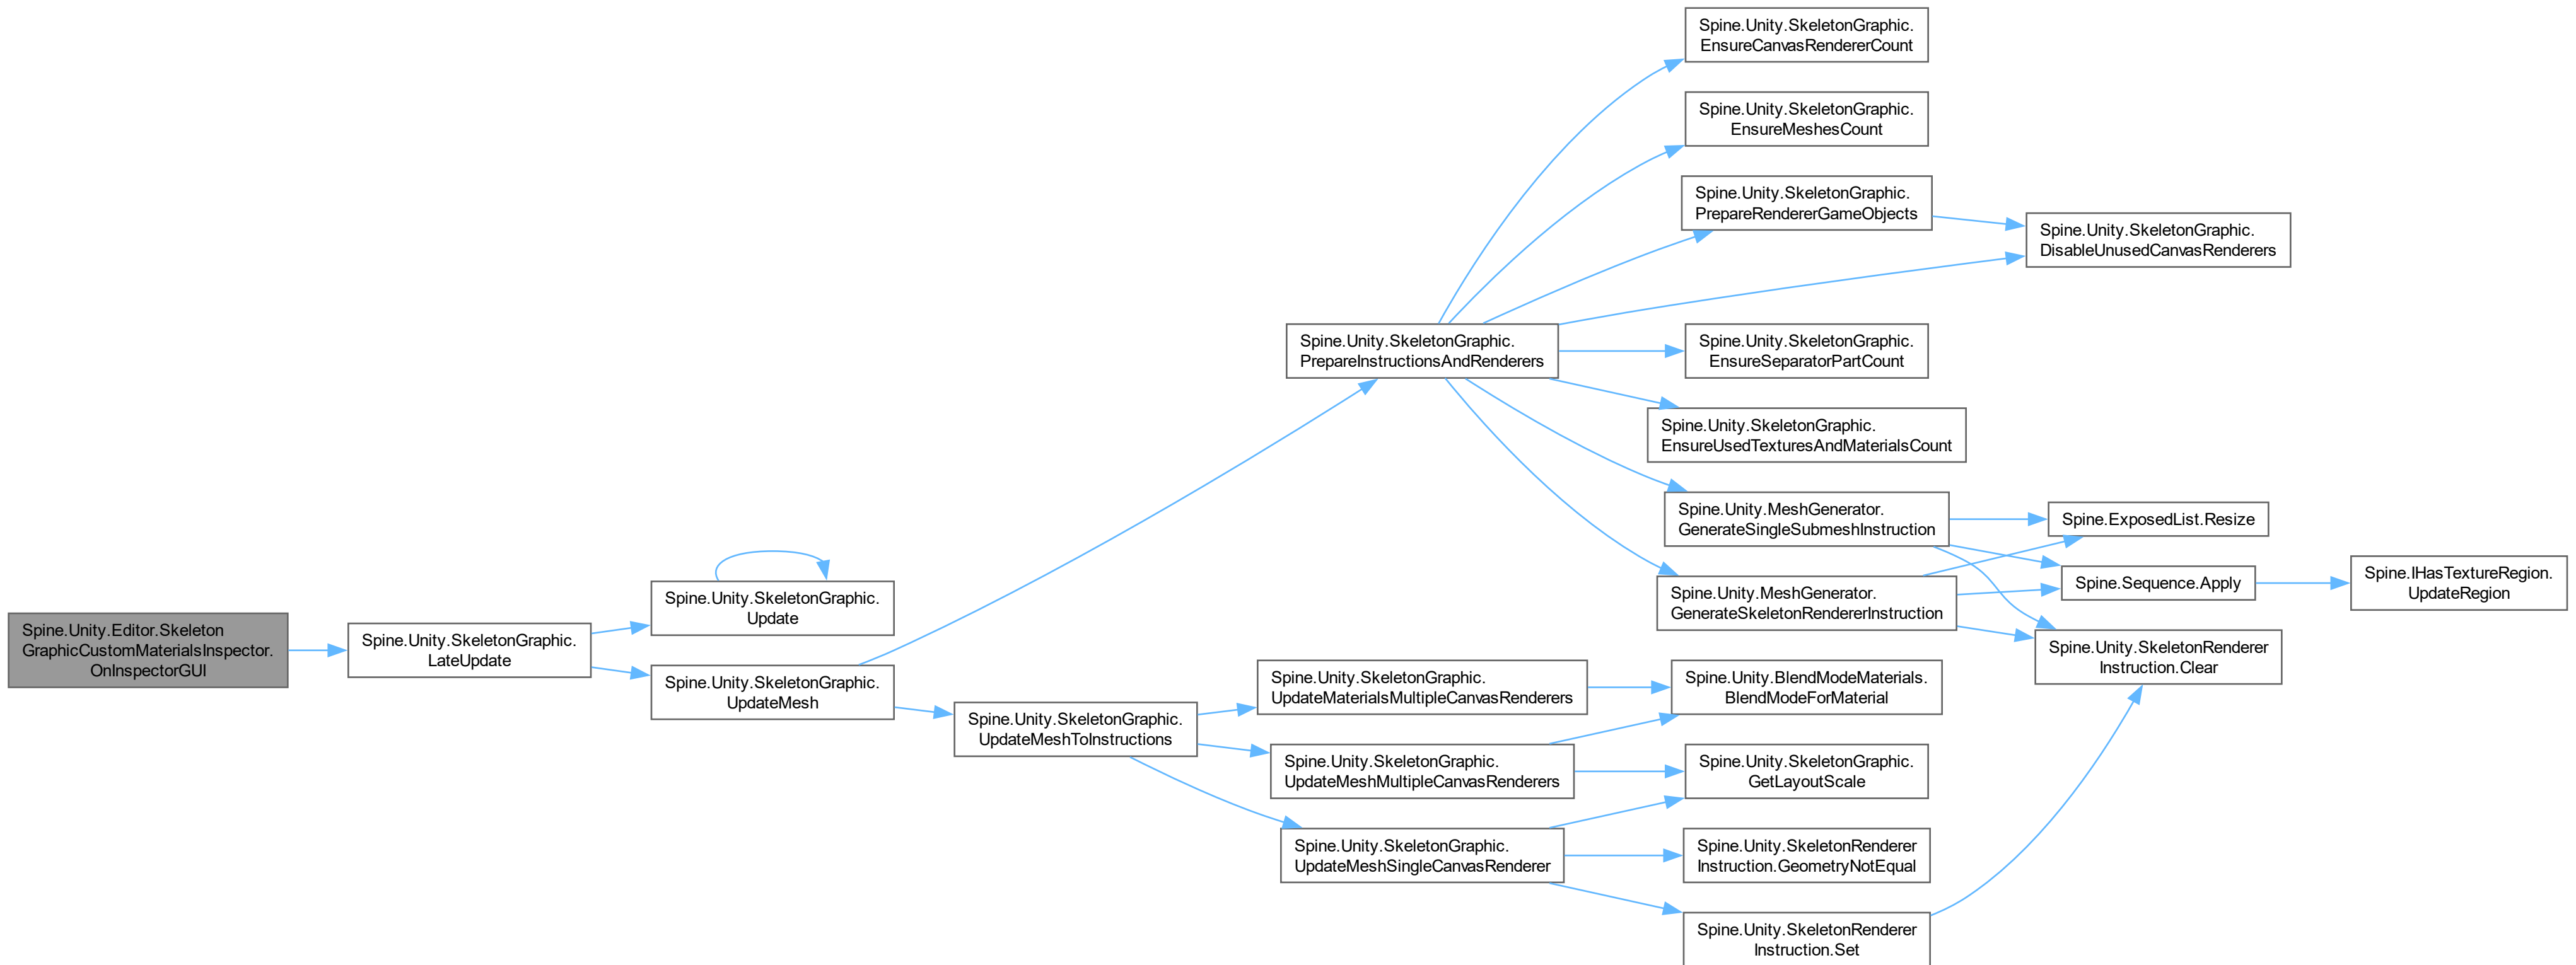 Spine.Unity.Editor.Skeleton
GraphicCustomMaterialsInspector.
OnInspectorGUI
Spine.Unity.SkeletonGraphic.
LateUpdate
Spine.Unity.SkeletonGraphic.
Update
Spine.Unity.SkeletonGraphic.
UpdateMesh
Spine.Unity.SkeletonGraphic.
PrepareInstructionsAndRenderers
Spine.Unity.SkeletonGraphic.
EnsureCanvasRendererCount
Spine.Unity.SkeletonGraphic.
EnsureMeshesCount
Spine.Unity.SkeletonGraphic.
PrepareRendererGameObjects
Spine.Unity.SkeletonGraphic.
DisableUnusedCanvasRenderers
Spine.Unity.SkeletonGraphic.
EnsureSeparatorPartCount
Spine.Unity.SkeletonGraphic.
EnsureUsedTexturesAndMaterialsCount
Spine.Unity.MeshGenerator.
GenerateSingleSubmeshInstruction
Spine.Unity.MeshGenerator.
GenerateSkeletonRendererInstruction
Spine.ExposedList.Resize
Spine.Sequence.Apply
Spine.IHasTextureRegion.
UpdateRegion
Spine.Unity.SkeletonRenderer
Instruction.Clear
Spine.Unity.SkeletonGraphic.
UpdateMeshToInstructions
Spine.Unity.SkeletonGraphic.
UpdateMaterialsMultipleCanvasRenderers
Spine.Unity.SkeletonGraphic.
UpdateMeshMultipleCanvasRenderers
Spine.Unity.SkeletonGraphic.
UpdateMeshSingleCanvasRenderer
Spine.Unity.BlendModeMaterials.
BlendModeForMaterial
Spine.Unity.SkeletonGraphic.
GetLayoutScale
Spine.Unity.SkeletonRenderer
Instruction.GeometryNotEqual
Spine.Unity.SkeletonRenderer
Instruction.Set